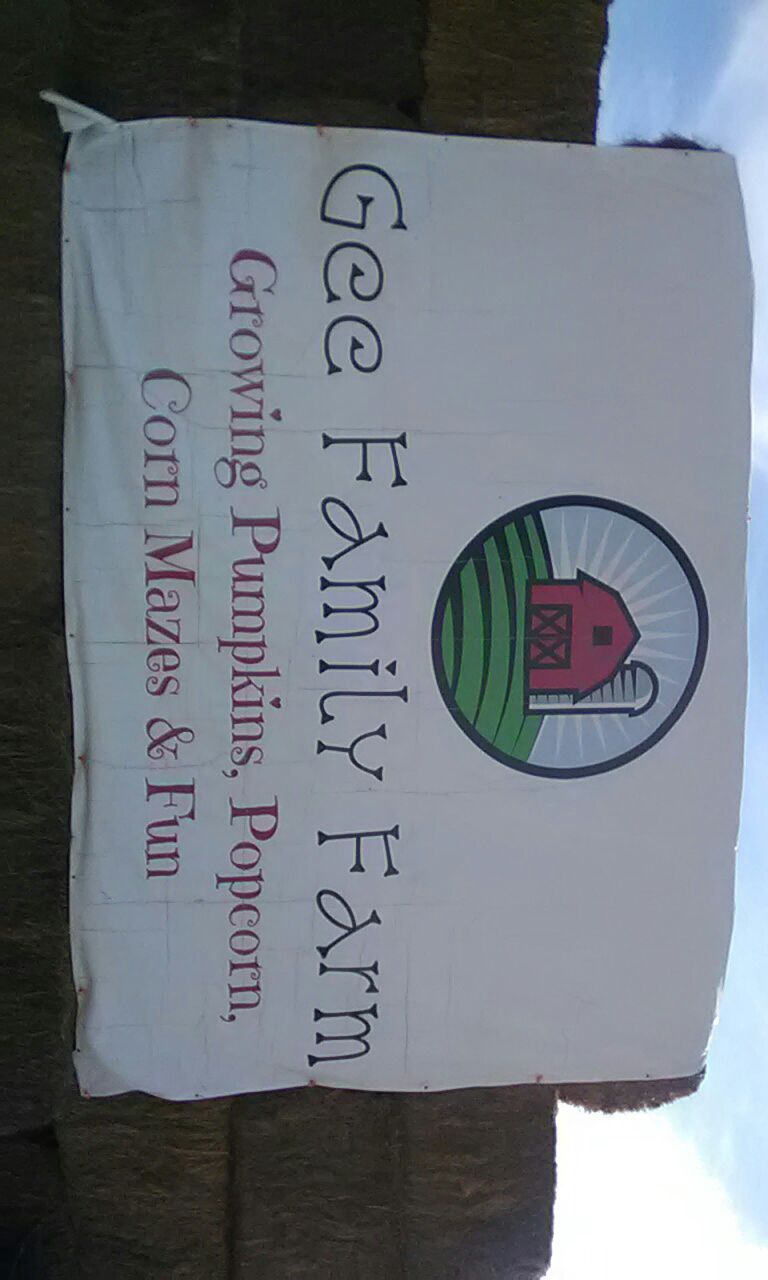 Gee Family Farm
Growing Pumpkins, Popcorn,
Corn Mazes & Fun